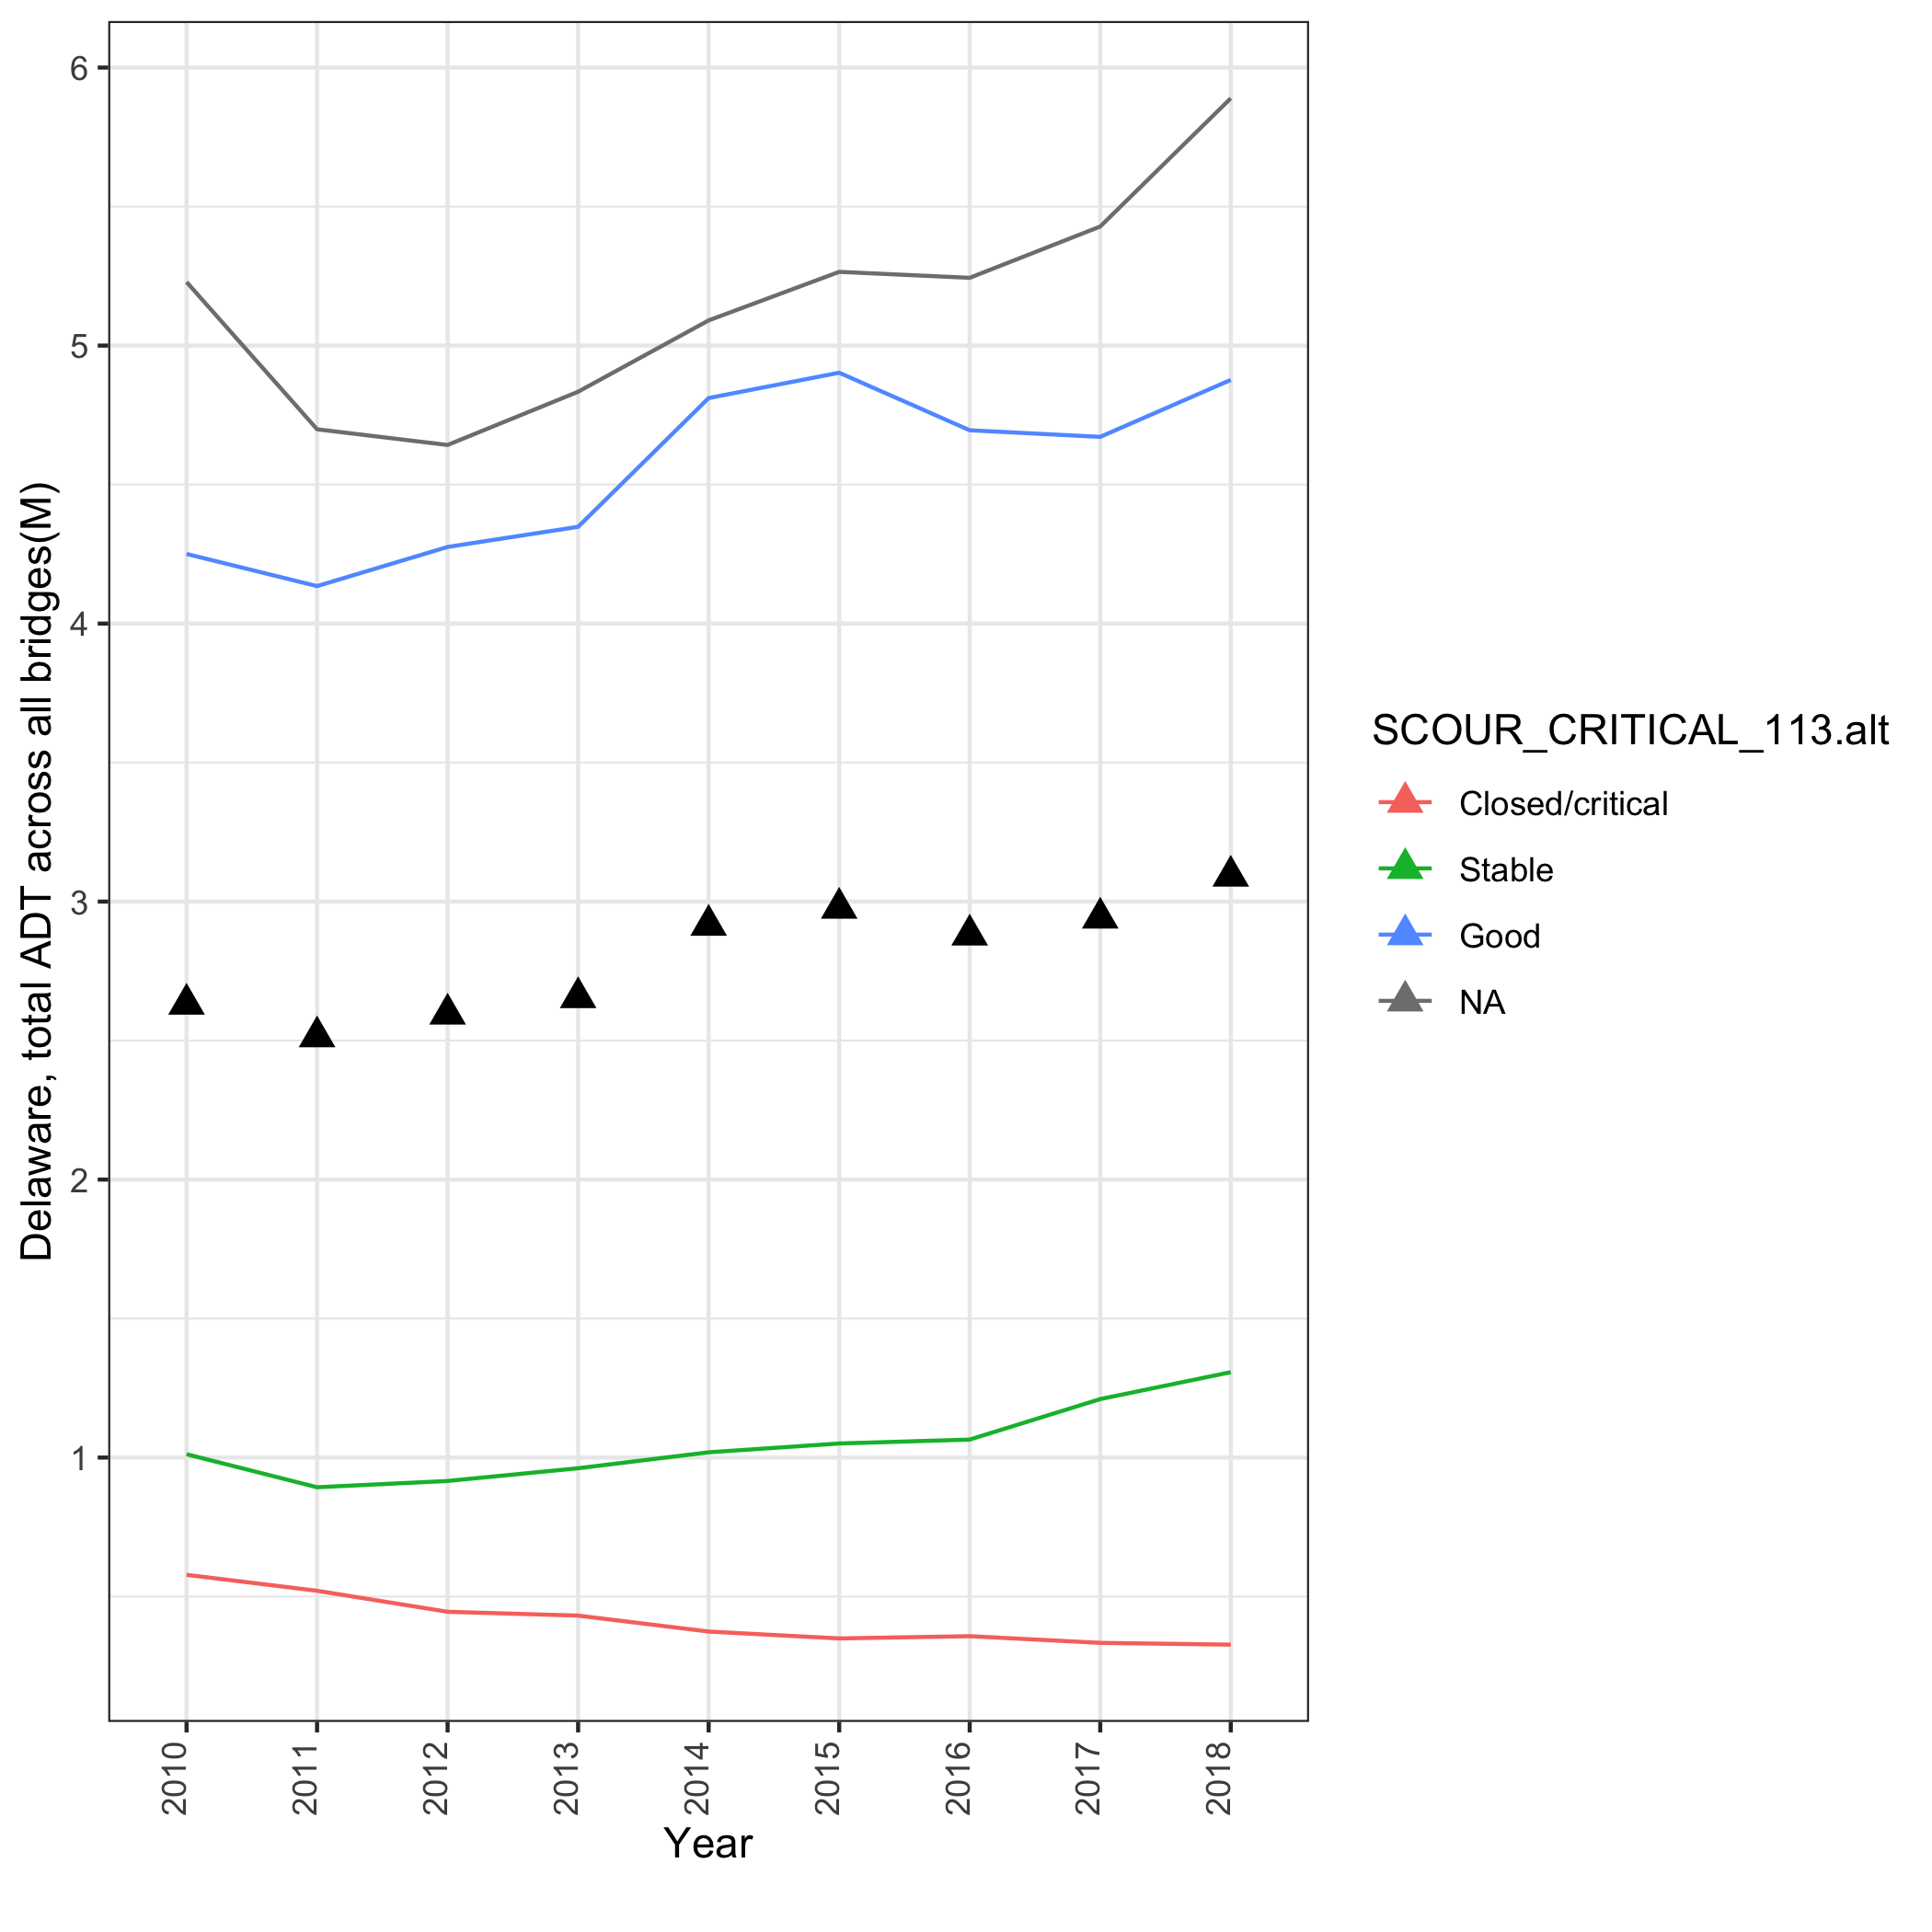 Delaware, total ADT across all bridges(M)
6
5
4
3
2
1
2010
2011
2012
2013
2014
2015
2016
2017
2018
Year
SCOUR_CRITICAL_113.alt
Closed/critical
Stable
Good
NA